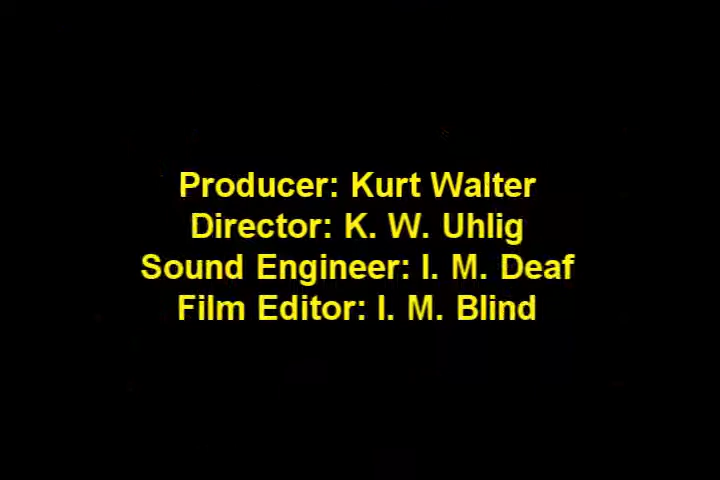 Producer: Kurt Walter
Director: K. W. Uhlig
Sound Engineer: I. M. Deaf
Film Editor: I. M. Blind